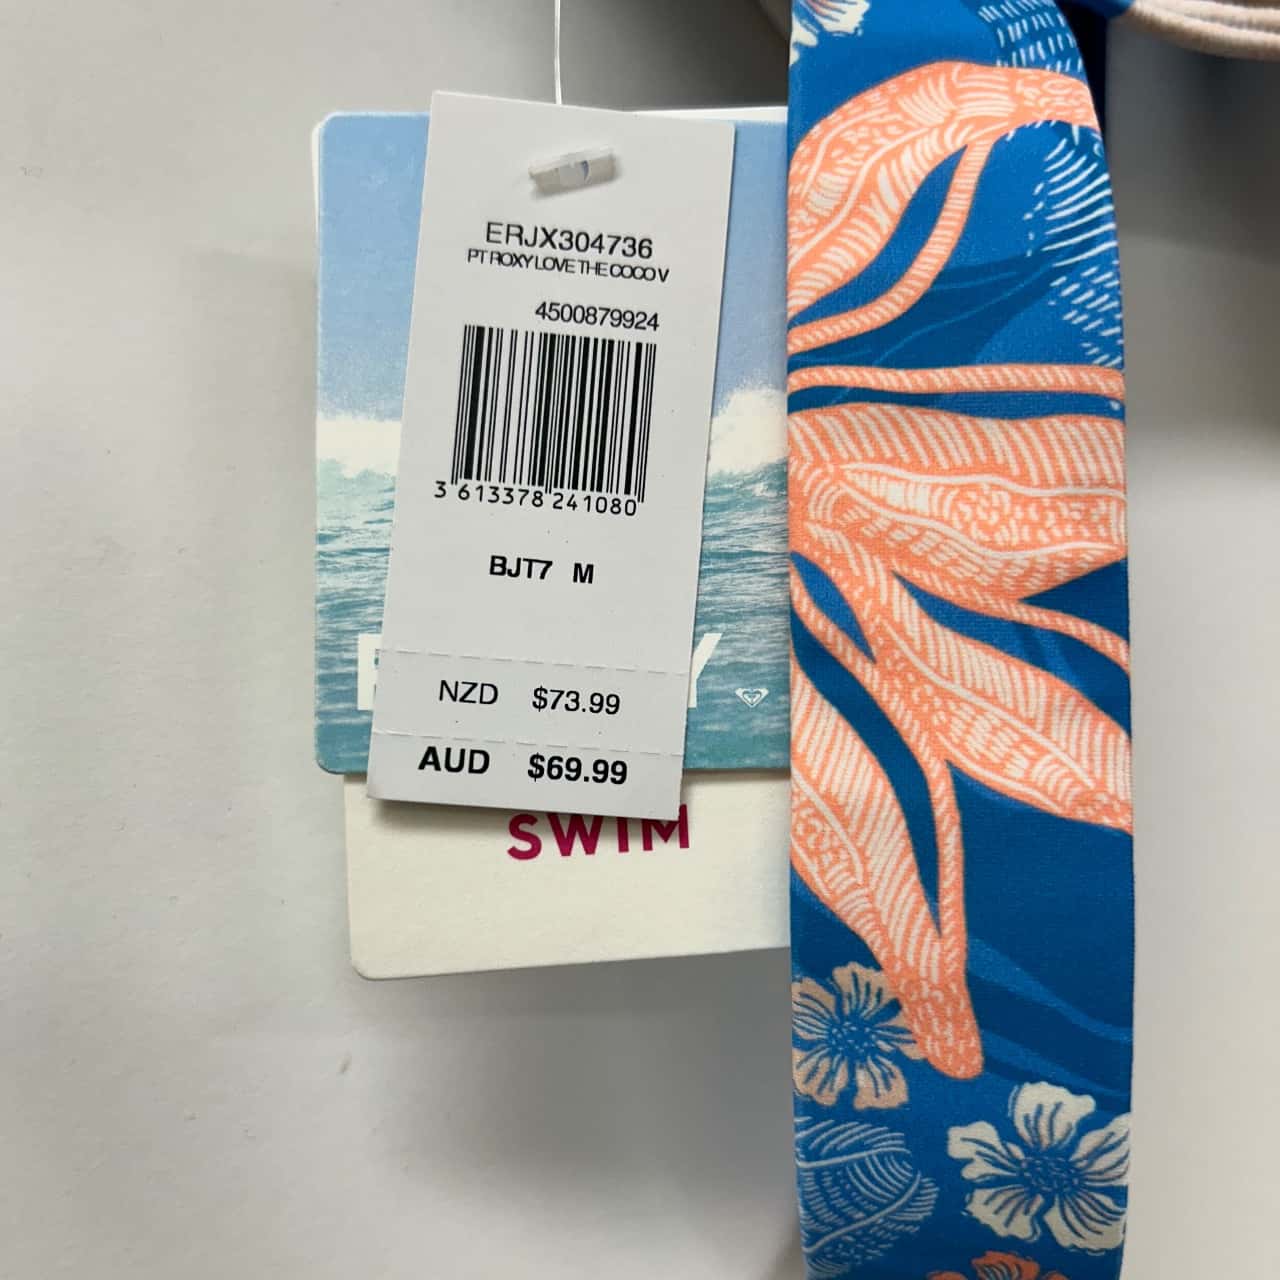 ERJX304736
PT ROXY LOVE THE COCO V
4500879924
3 613378 241080
BJT7 M
NZD $73.99
AUD $69.99
SWIM